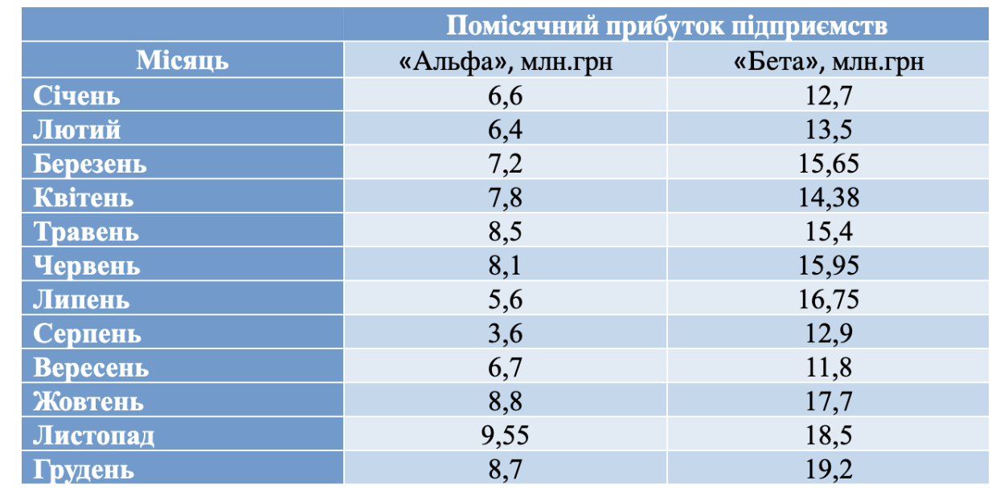 Помісячний прибуток підприємств
Місяць «Альфа», млн.грн «Бета», млн.грн
Січень 6,6 12,7
Лютий 6,4 13,5
Березень 7,2 15,65
Квітень 7,8 14,38
Травень 8,5 15,4
Червень 8,1 15,95
Липень 5,6 16,75
Серпень 3,6 12,9
Вересень 6,7 11,8
Жовтень 8,8 17,7
Листопад 9,55 18,5
Грудень 8,7 19,2